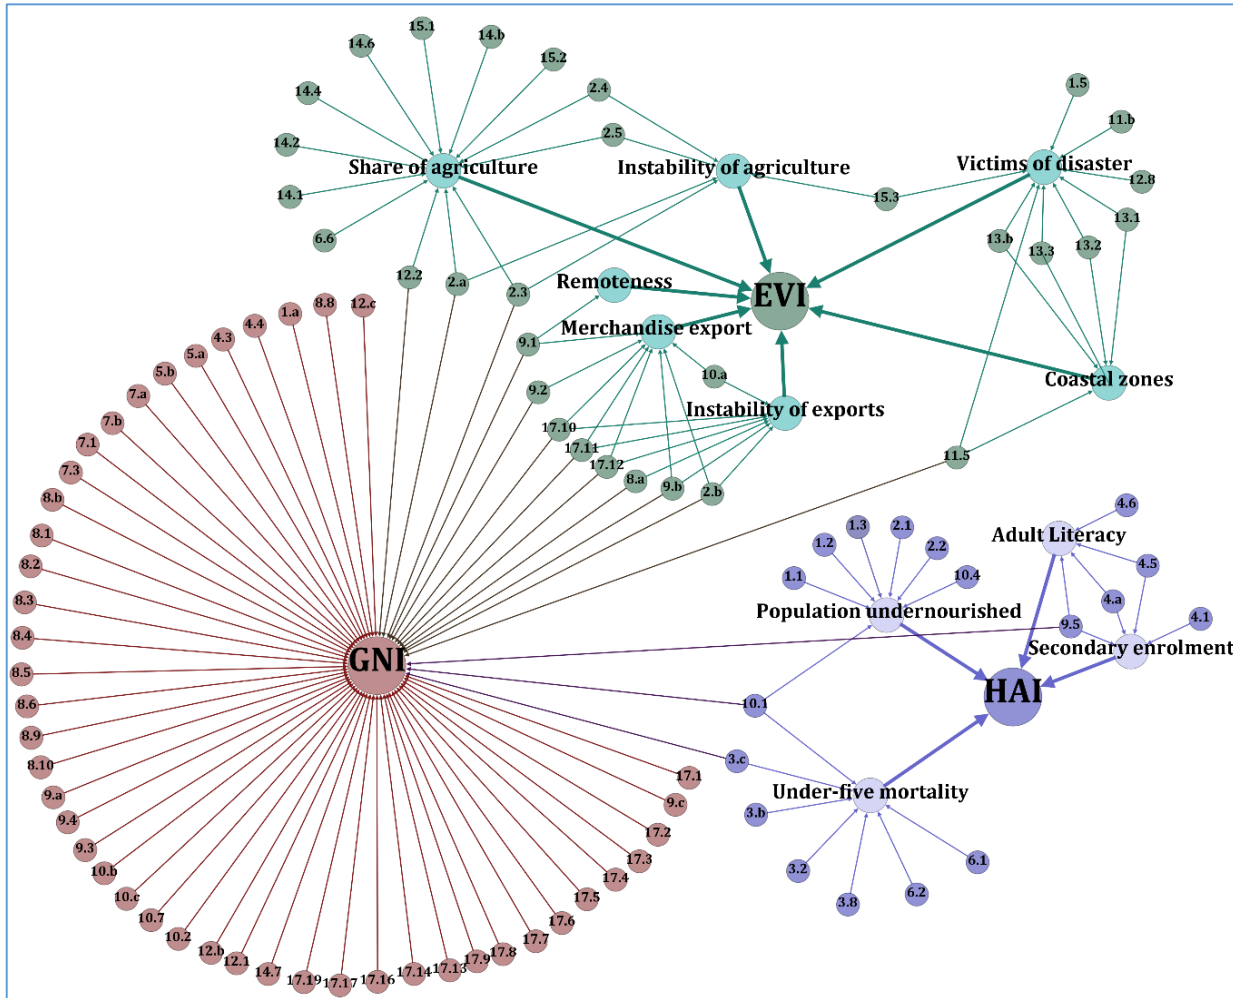 15.1
14.6
14.b
15.2
14.4
2.4
1.5
14.2
2.5
11.b
Share of agriculture
Instability of agriculture
Victims of disaster
12.8
14.1
15.3
13.1
6.6
13.b
13.3
13.2
12.2
2.a
2.3
Remoteness
EVI
Merchandise export
9.1
10.a
Coastal zones
9.2
Instability of exports
17.10
17.11
17.12
8.a
9.b
2.b
11.5
12.c
8.8
1.a
4.4
4.3
5.a
5.b
7.a
7.b
7.1
7.3
8.b
8.1
8.2
8.3
8.4
8.5
8.6
8.9
8.10
9.a
9.4
9.3
10.b
10.c
10.7
10.2
12.b
12.1
14.7
17.19
17.17
17.16
17.14
17.13
17.9
17.8
17.7
17.6
17.5
17.4
17.3
17.2
9.c
17.1
GNI
4.6
1.3
2.1
1.2
2.2
Adult Literacy
1.1
10.4
4.5
4.a
Population undernourished
9.5
4.1
Secondary enrolment
HAI
10.1
3.c
Under-five mortality
3.b
3.2
3.8
6.2
6.1